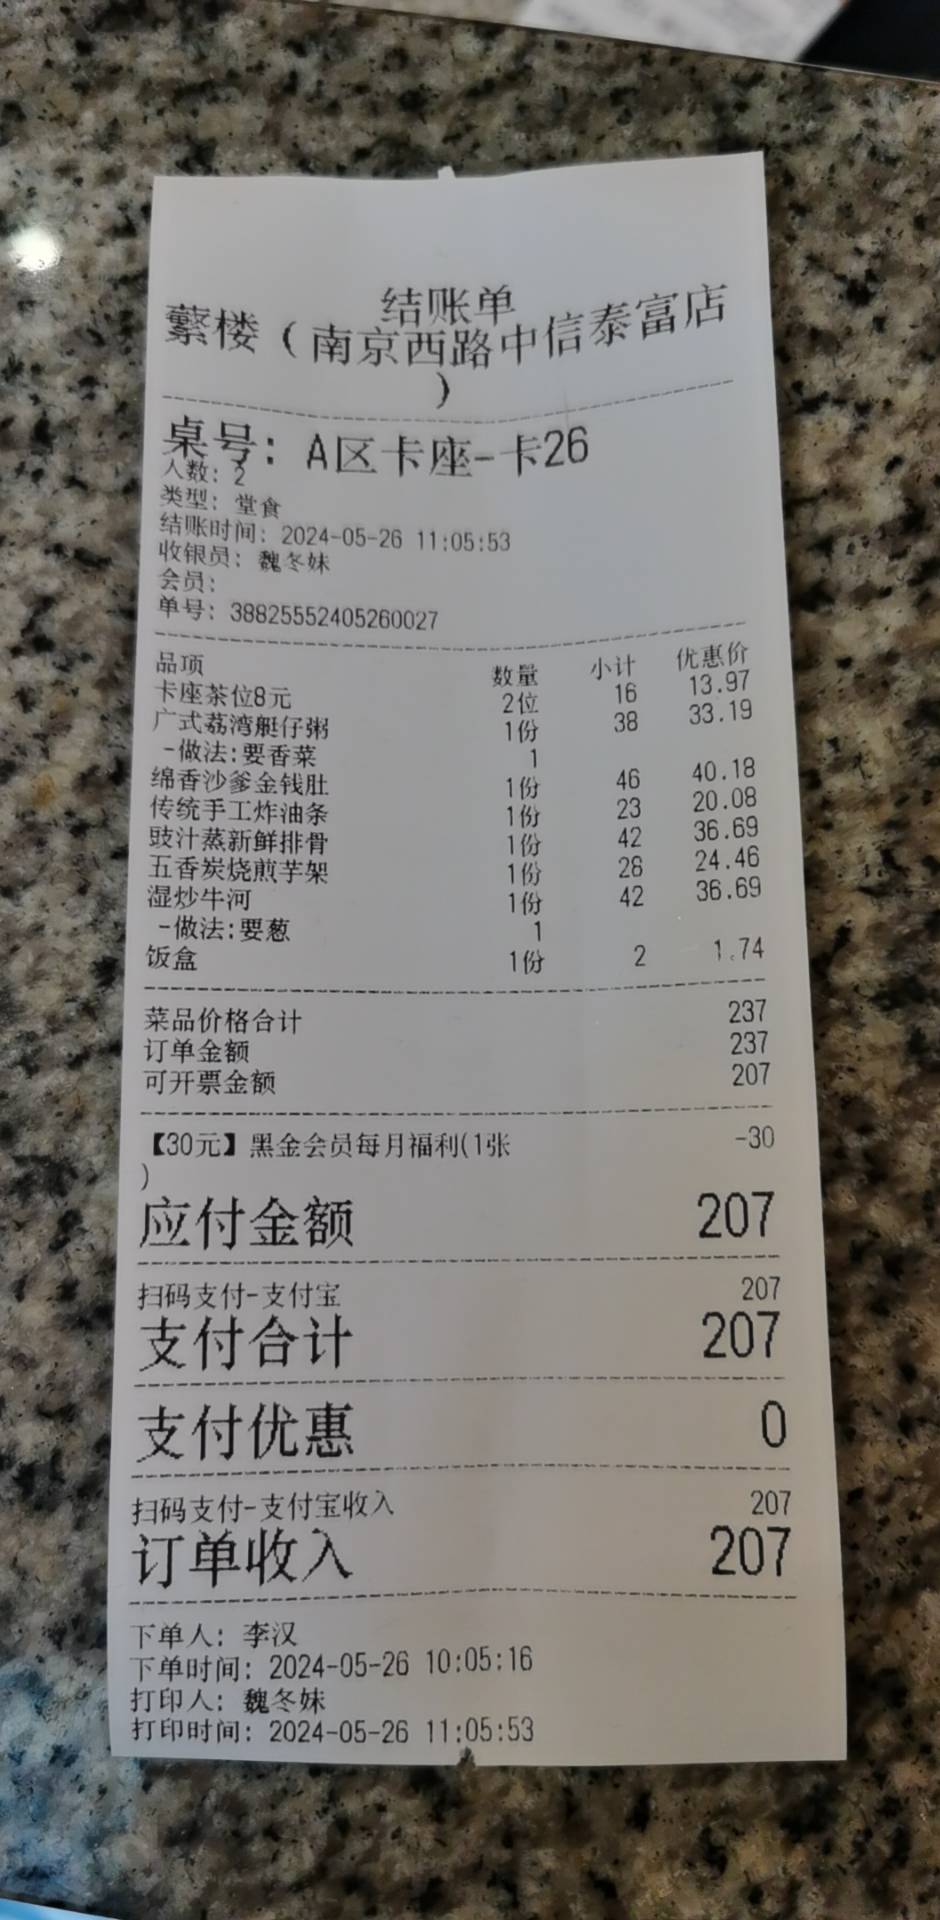 结账单
蘩楼（南京西路中信泰富店
）
桌号: A区卡座-卡26
人数: 2
类型: 堂食
结账时间: 2024-05-26 11:05:53
收银员: 魏冬妹
会员:
单号: 38825552405260027
品项 数量 小计 优惠价
卡座茶位8元 2位 16 13.97
广式荔湾艇仔粥 1份 38 33.19
-做法:要香菜 1
绵香沙爹金钱肚 1份 46 40.18
传统手工炸油条 1份 23 20.08
豉汁蒸新鲜排骨 1份 42 36.69
五香炭烧煎芋架 1份 28 24.46
湿炒牛河 1份 42 36.69
-做法:要葱 1
饭盒 1份 2 1.74
菜品价格合计 237
订单金额 237
可开票金额 207
【30元】黑金会员每月福利(1张 -30
)
应付金额 207
扫码支付-支付宝 207
支付合计 207
支付优惠 0
扫码支付-支付宝收入 207
订单收入 207
下单人: 李汉
下单时间: 2024-05-26 10:05:16
打印人: 魏冬妹
打印时间: 2024-05-26 11:05:53